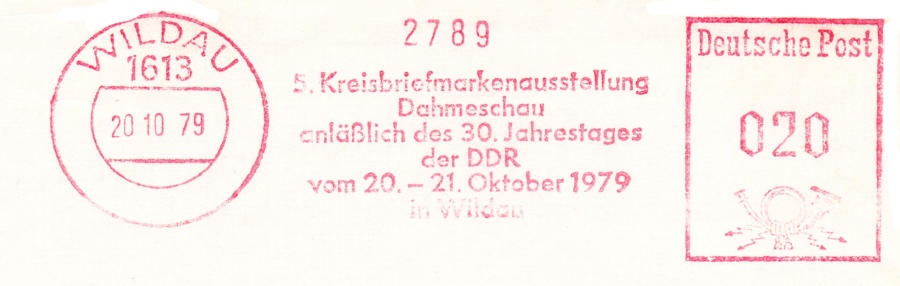 WILDAU
1613
20 10 79
2789
5. Kreisbriefmarkenausstellung
Dahmeschau
anläßlich des 30. Jahrestages
der DDR
vom 20. – 21. Oktober 1979
in Wildau
Deutsche Post
020